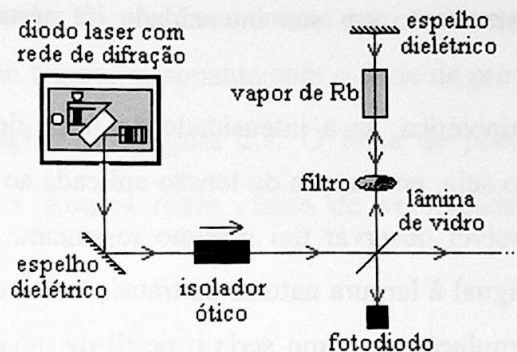 diodo laser com
rede de difração
espelho
dielétrico
vapor de Rb
filtro
lâmina
de vidro
espelho
dielétrico
isolador
ótico
fotodiodo